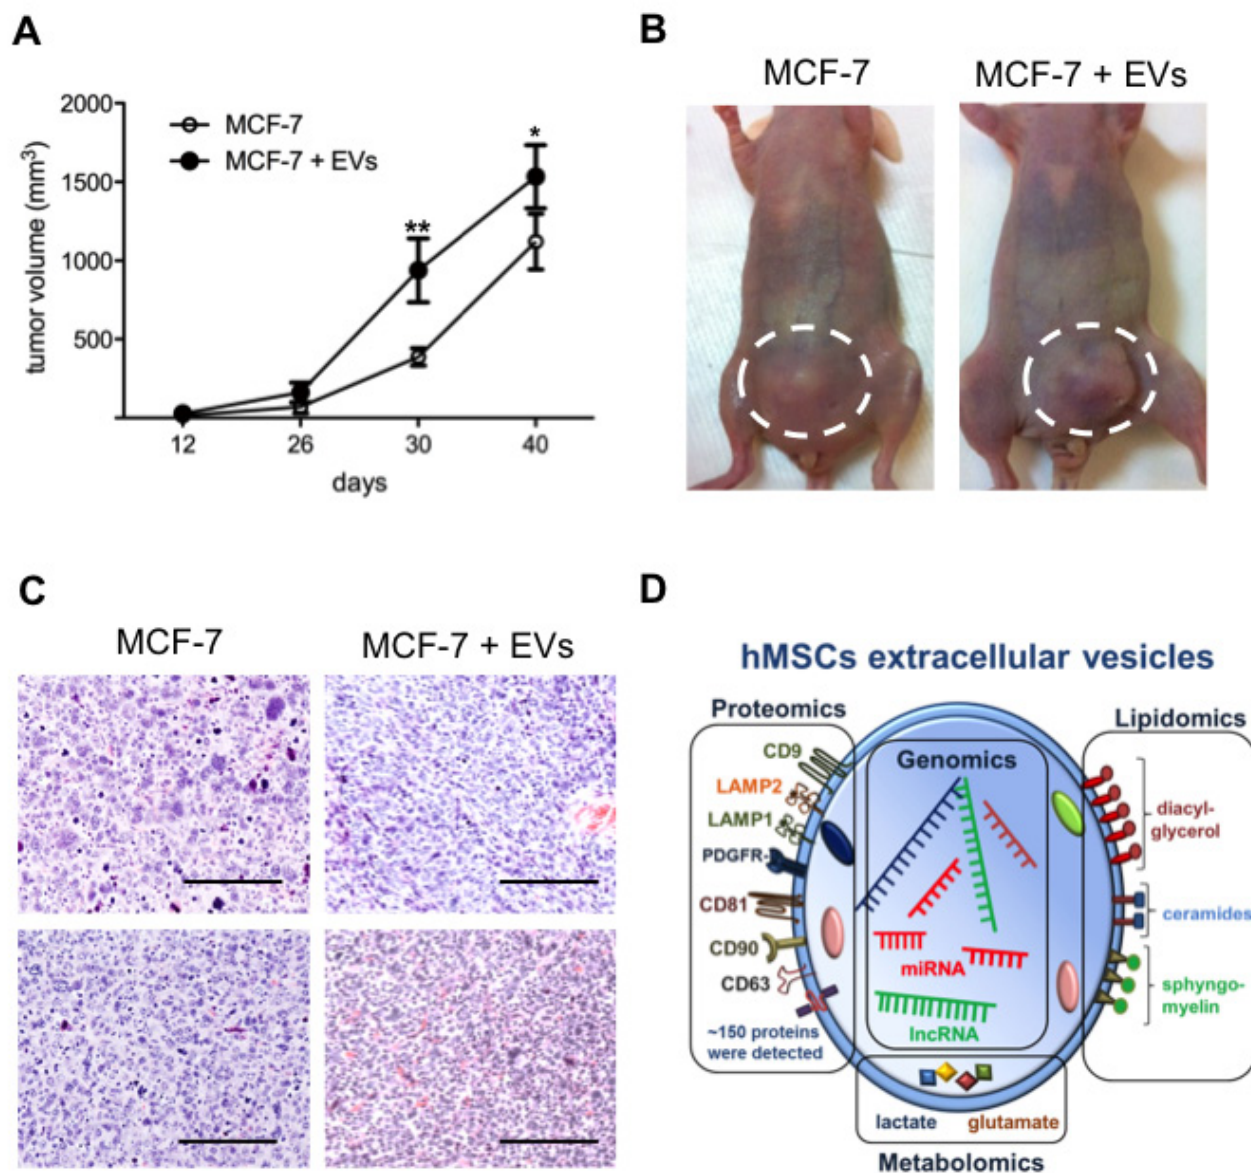 A
2000
1500
1000
500
tumor volume (mm³)
MCF-7
MCF-7 + EVs
**
*
12 26 30 40
days
B
MCF-7 MCF-7 + EVs
C
MCF-7 MCF-7 + EVs
D
hMSCs extracellular vesicles
Proteomics
CD9
LAMP2
LAMP1
PDGFR-
CD81
CD90
CD63
~150 proteins
were detected
Genomics
miRNA
lncRNA
Lipidomics
diacyl-
glycerol
ceramides
sphyngo-
myelin
lactate glutamate
Metabolomics